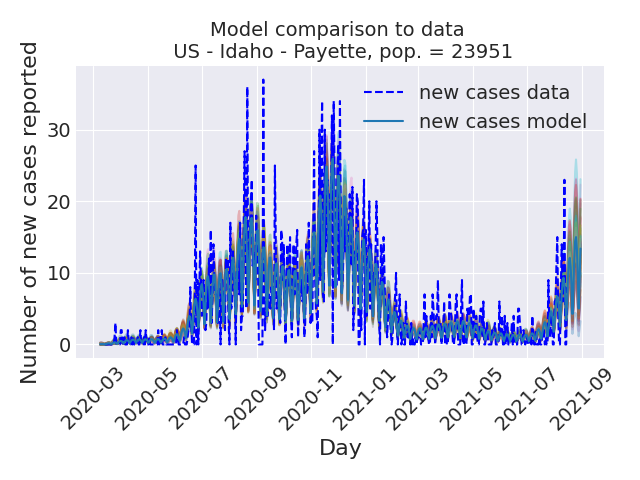 Model comparison to data
US - Idaho - Payette, pop. = 23951
Number of new cases reported
new cases data
new cases model
30
20
10
0
2020-03
2020-05
2020-07
2020-09
2020-11
2021-01
2021-03
2021-05
2021-07
2021-09
Day